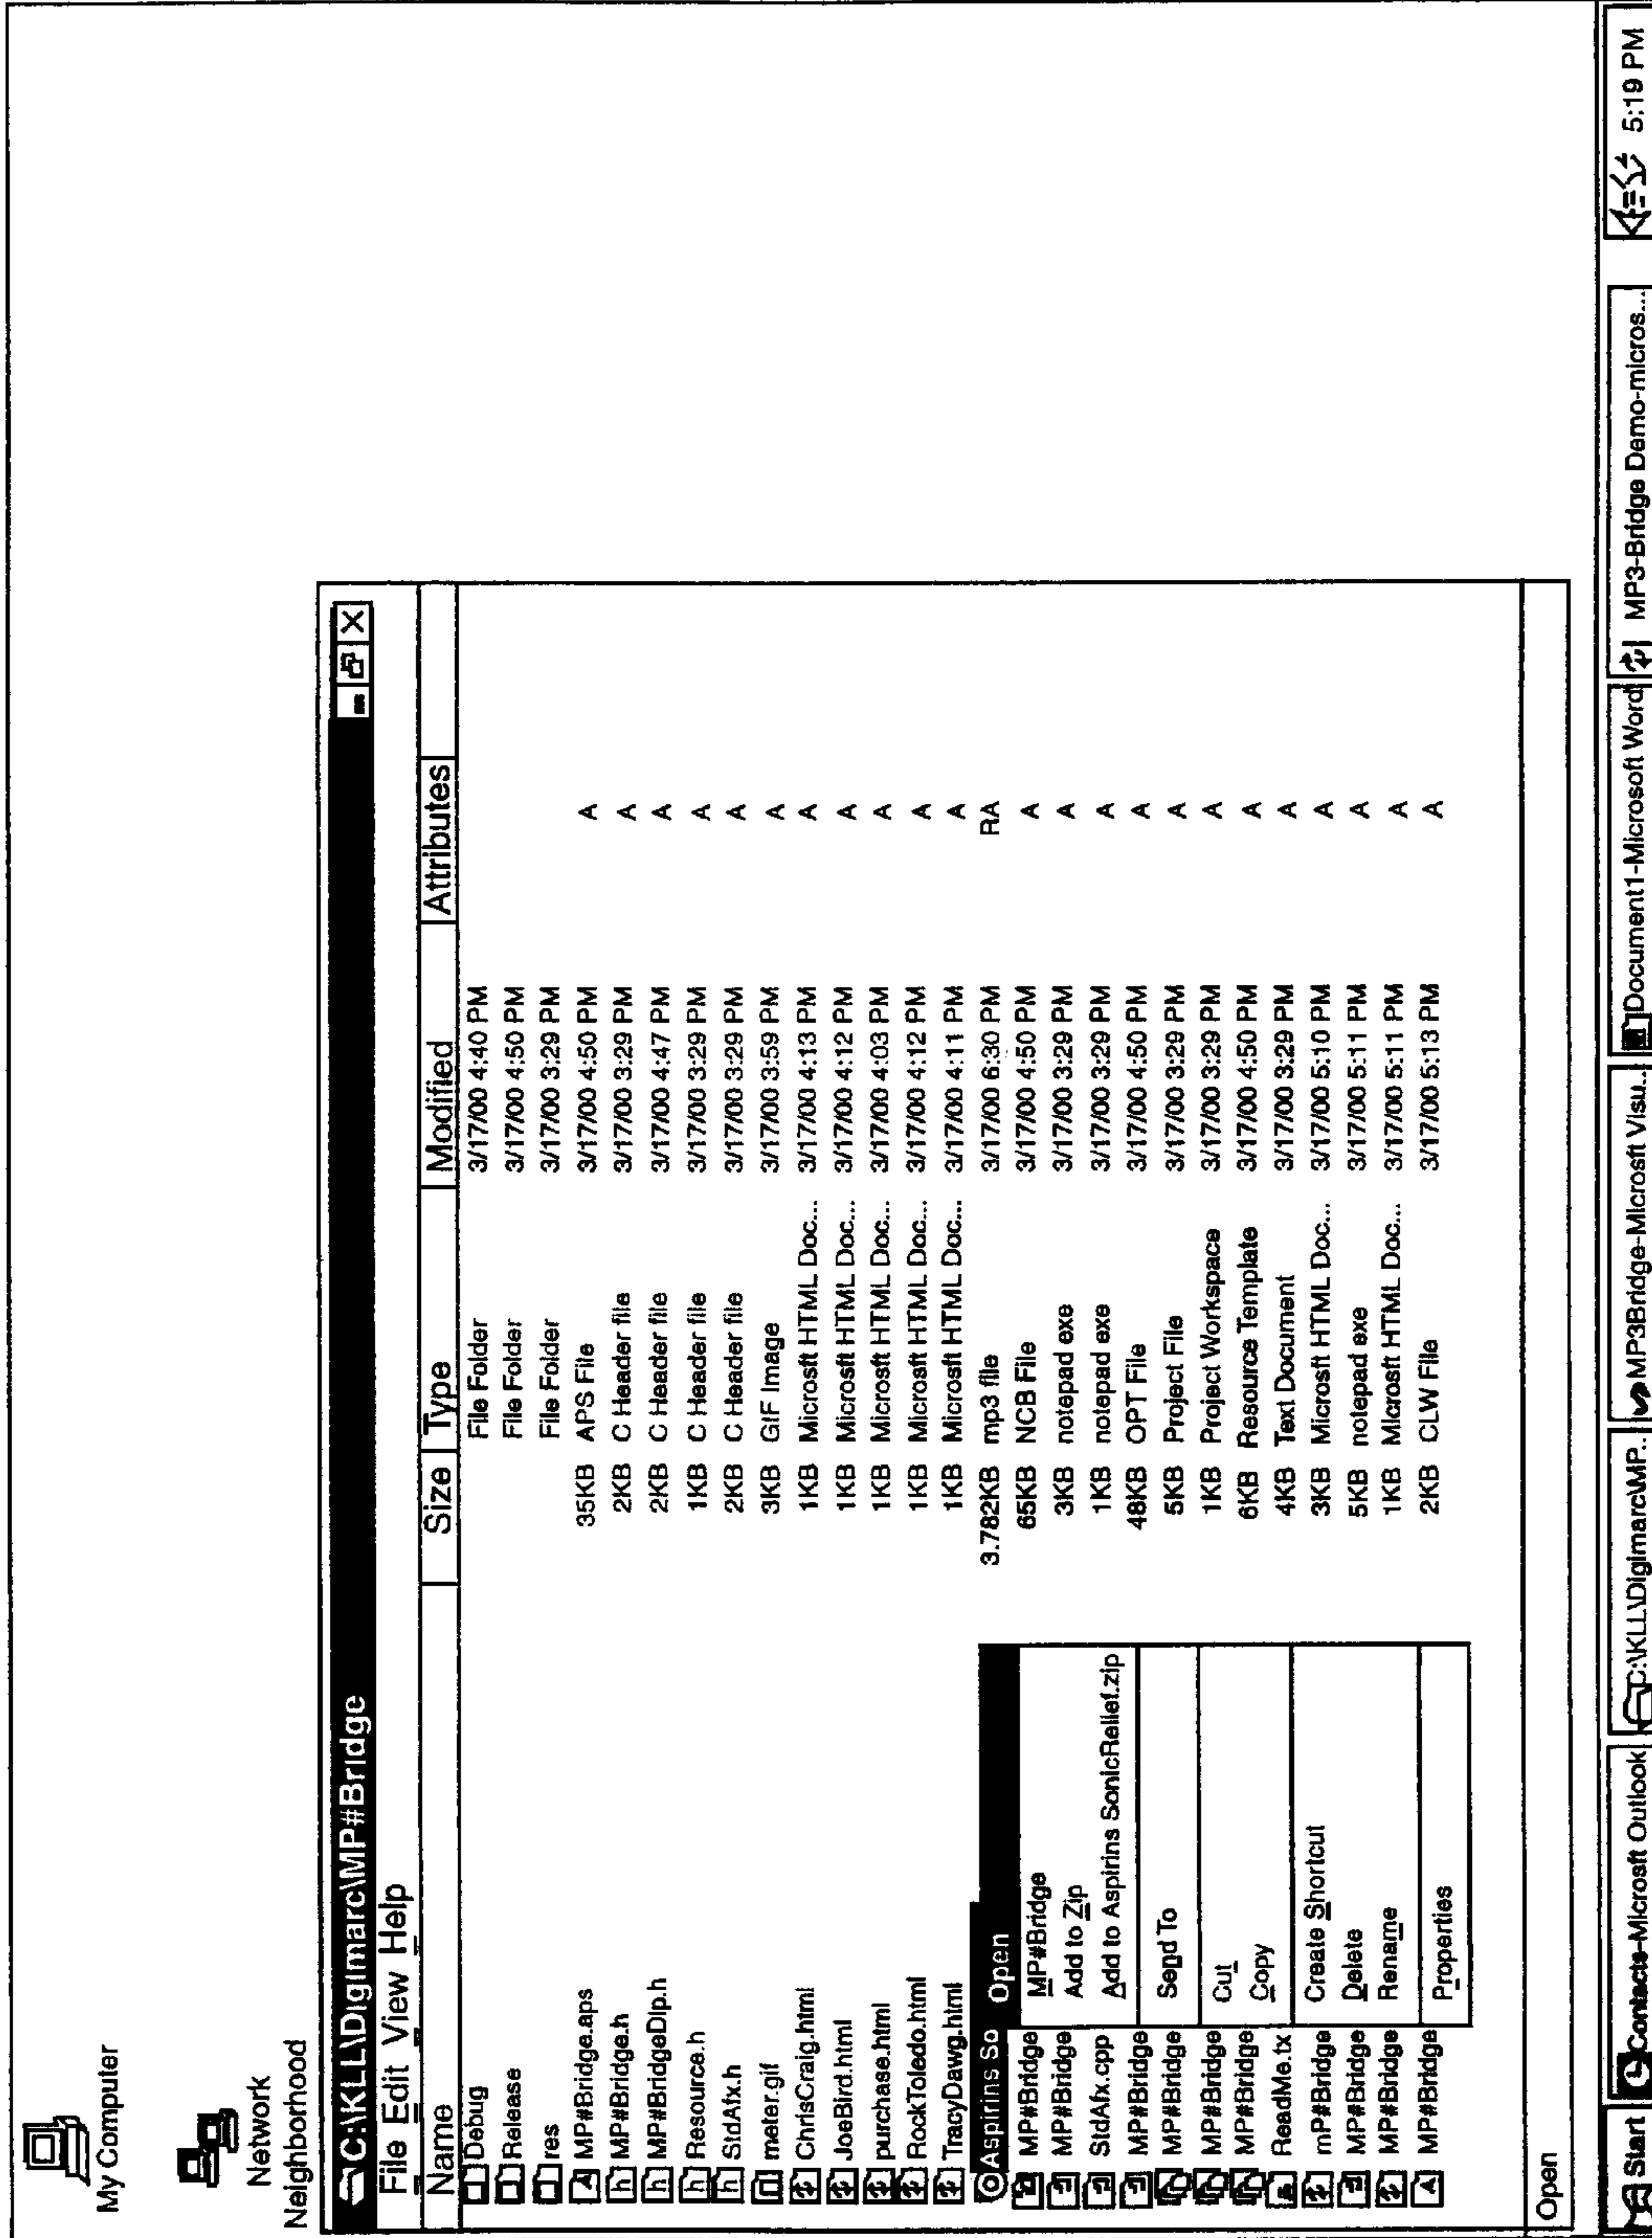 My Computer
Network
Neighborhood
C:\KLL\Digimarc\MP#Bridge
File Edit View Help
Name Size Type Modified Attributes
Debug File Folder 3/17/00 4:40 PM
Release File Folder 3/17/00 4:50 PM
res File Folder 3/17/00 3:29 PM
MP#Bridge.aps 35KB APS File 3/17/00 4:50 PM A
MP#Bridge.h 2KB C Header file 3/17/00 3:29 PM A
MP#BridgeDlp.h 2KB C Header file 3/17/00 4:47 PM A
Resource.h 1KB C Header file 3/17/00 3:29 PM A
StdAfx.h 2KB C Header file 3/17/00 3:29 PM A
meter.gif 3KB GIF Image 3/17/00 3:59 PM A
ChrisCraig.html 1KB Microsft HTML Doc... 3/17/00 4:13 PM A
JoeBird.html 1KB Microsft HTML Doc... 3/17/00 4:12 PM A
purchase.html 1KB Microsft HTML Doc... 3/17/00 4:03 PM A
RockToledo.html 1KB Microsft HTML Doc... 3/17/00 4:12 PM A
TracyDawg.html 1KB Microsft HTML Doc... 3/17/00 4:11 PM A
Aspirins So Open 3.782KB mp3 file 3/17/00 6:30 PM RA
MP#Bridge MP#Bridge 65KB NCB File 3/17/00 4:50 PM A
MP#Bridge Add to Zip 3KB notepad exe 3/17/00 3:29 PM A
StdAfx.cpp Add to Aspirins SonicRelief.zip 1KB notepad exe 3/17/00 3:29 PM A
MP#Bridge 48KB OPT File 3/17/00 4:50 PM A
MP#Bridge Send To 5KB Project File 3/17/00 3:29 PM A
MP#Bridge Cut 1KB Project Workspace 3/17/00 3:29 PM A
MP#Bridge Copy 6KB Resource Template 3/17/00 4:50 PM A
ReadMe.tx 4KB Text Document 3/17/00 3:29 PM A
mP#Bridge Create Shortcut 3KB Microsft HTML Doc... 3/17/00 5:10 PM A
MP#Bridge Delete 5KB notepad exe 3/17/00 5:11 PM A
MP#Bridge Rename 1KB Microsft HTML Doc... 3/17/00 5:11 PM A
MP#Bridge Properties 2KB CLW File 3/17/00 5:13 PM A
Open
Start Contacts-Microsft Outlook C:\KLL\Digimarc\MP.. MP3Bridge-Microsft Visu.. Document1-Microsoft Word MP3-Bridge Demo-micros... 5:19 PM